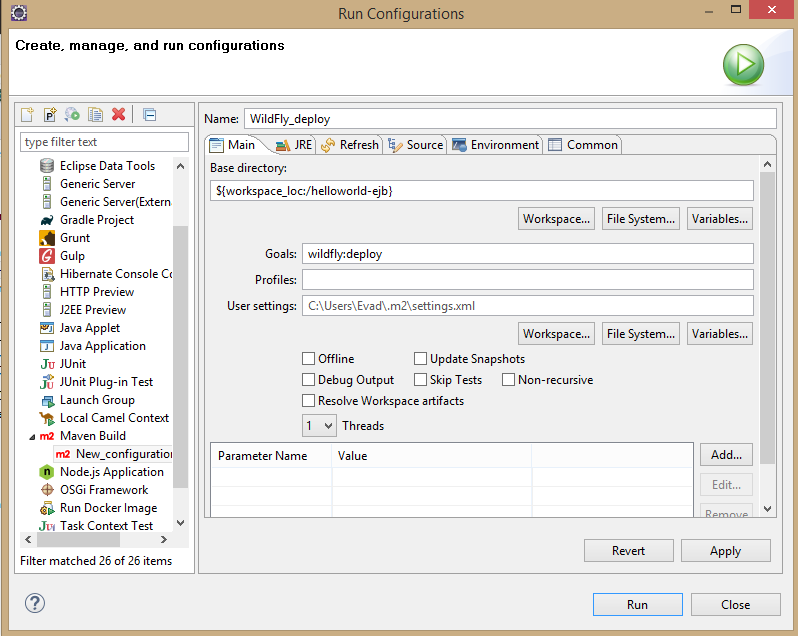 Run Configurations
Create, manage, and run configurations
type filter text
Eclipse Data Tools
Generic Server
Generic Server(Extern
Gradle Project
Grunt
Gulp
Hibernate Console Co
HTTP Preview
J2EE Preview
Java Applet
Java Application
JUnit
JUnit Plug-in Test
Launch Group
Local Camel Context
Maven Build
New_configuration
Node.js Application
OSGi Framework
Run Docker Image
Task Context Test
Filter matched 26 of 26 items
Name: WildFly_deploy
Main JRE Refresh Source Environment Common
Base directory:
${workspace_loc:/helloworld-ejb}
Workspace... File System... Variables...
Goals: wildfly:deploy
Profiles:
User settings: C:\Users\Evad\.m2\settings.xml
Workspace... File System... Variables...
Offline Update Snapshots
Debug Output Skip Tests Non-recursive
Resolve Workspace artifacts
1 Threads
Parameter Name Value
Add...
Edit...
Remove
Revert Apply
Run Close